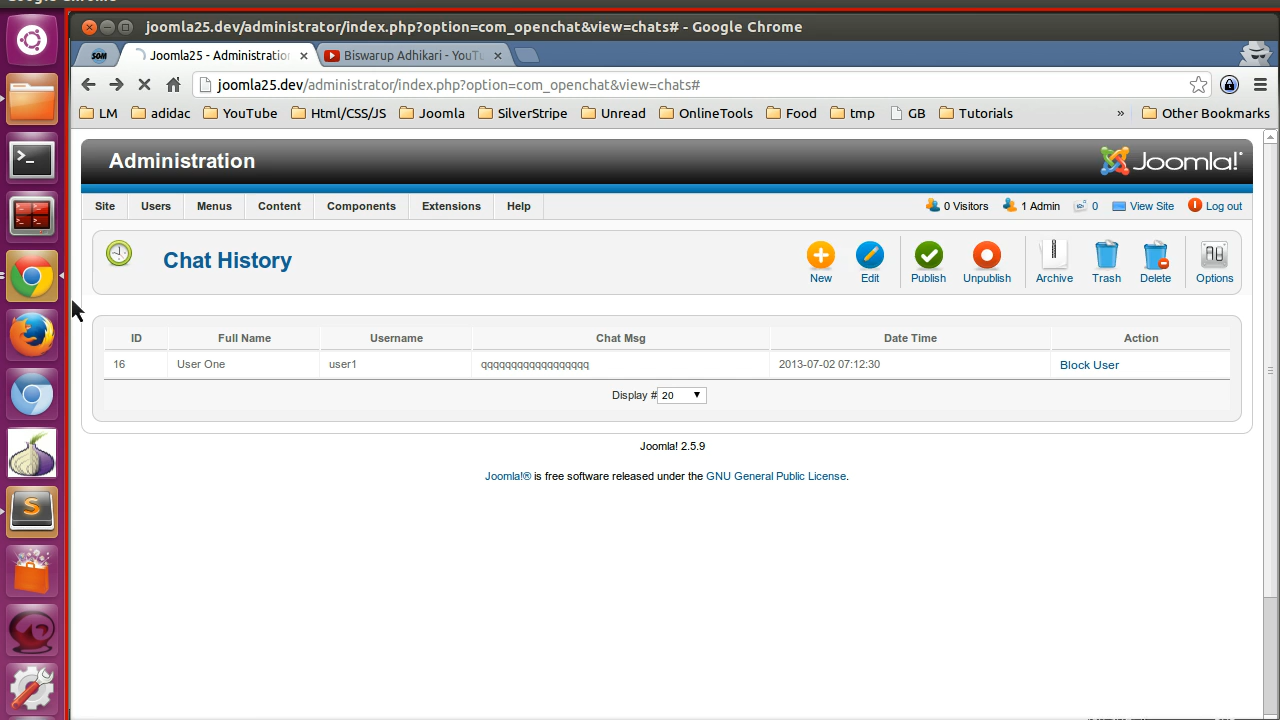 joomla25.dev/administrator/index.php?option=com_openchat&view=chats# - Google Chrome
SOM
Joomla25 - Administration
Biswarup Adhikari - YouTu
joomla25.dev/administrator/index.php?option=com_openchat&view=chats#
LM adidac YouTube Html/CSS/JS Joomla SilverStripe Unread OnlineTools Food tmp GB Tutorials » Other Bookmarks
Administration
Joomla!
Site Users Menus Content Components Extensions Help
0 Visitors 1 Admin 0 View Site Log out
Chat History
New Edit Publish Unpublish Archive Trash Delete Options
ID Full Name Username Chat Msg Date Time Action
16 User One user1 qqqqqqqqqqqqqqqqqq 2013-07-02 07:12:30 Block User
Display # 20
Joomla! 2.5.9
Joomla!® is free software released under the GNU General Public License.